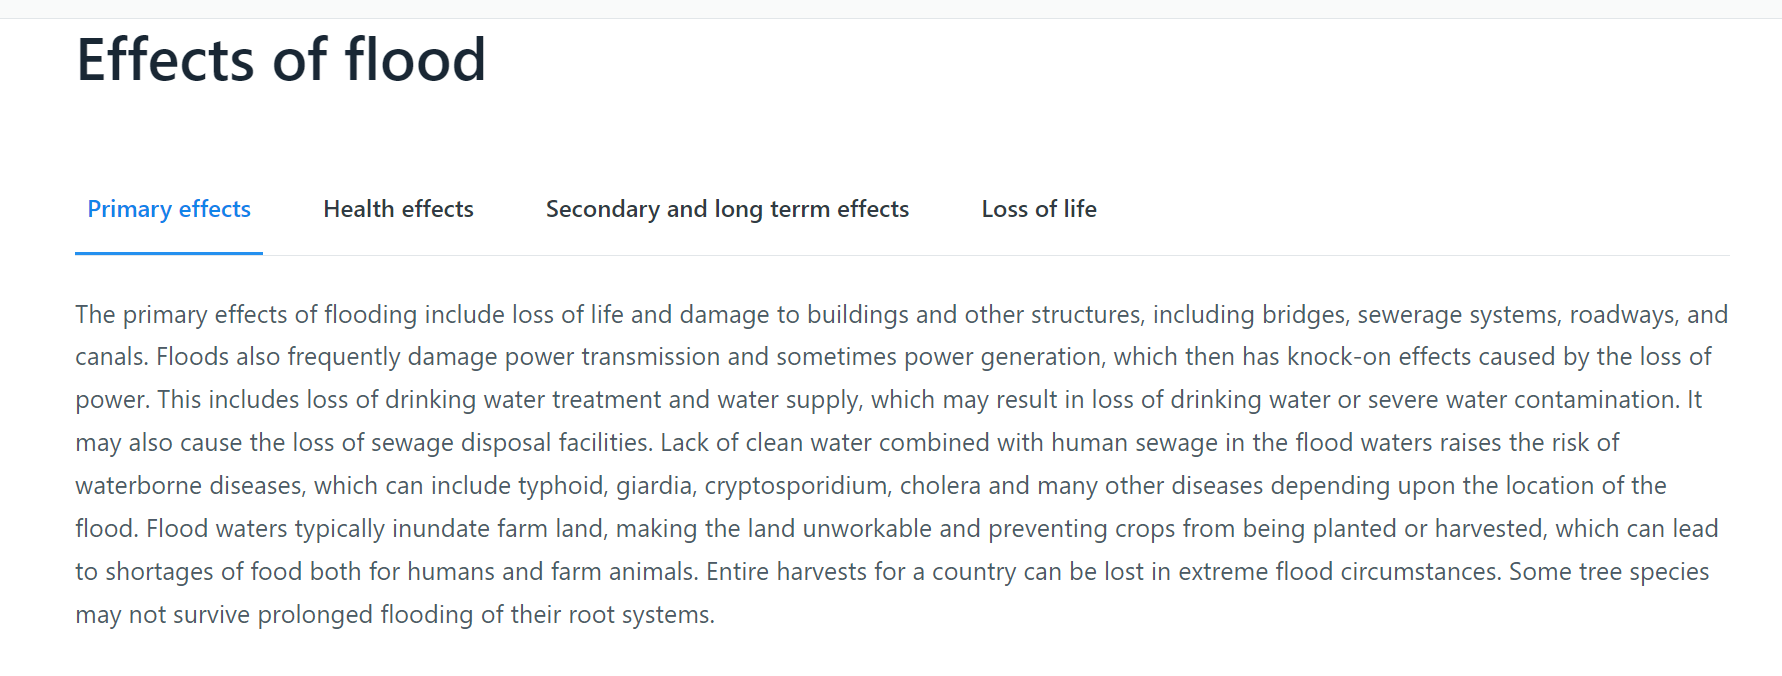 Effects of flood
Primary effects
Health effects
Secondary and long terrm effects
Loss of life
The primary effects of flooding include loss of life and damage to buildings and other structures, including bridges, sewerage systems, roadways, and
canals. Floods also frequently damage power transmission and sometimes power generation, which then has knock-on effects caused by the loss of
power. This includes loss of drinking water treatment and water supply, which may result in loss of drinking water or severe water contamination. It
may also cause the loss of sewage disposal facilities. Lack of clean water combined with human sewage in the flood waters raises the risk of
waterborne diseases, which can include typhoid, giardia, cryptosporidium, cholera and many other diseases depending upon the location of the
flood. Flood waters typically inundate farm land, making the land unworkable and preventing crops from being planted or harvested, which can lead
to shortages of food both for humans and farm animals. Entire harvests for a country can be lost in extreme flood circumstances. Some tree species
may not survive prolonged flooding of their root systems.